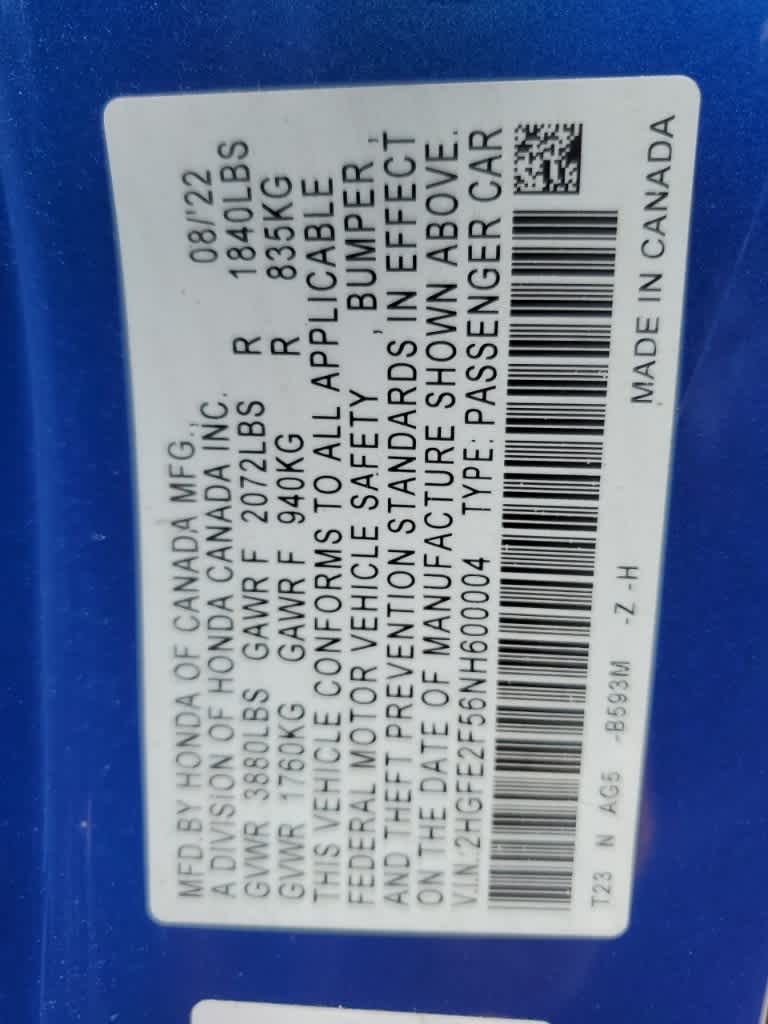 MFD.BY HONDA OF CANADA MFG., 08/'22
A DIVISION OF HONDA CANADA INC.
GVWR 3880LBS GAWR F 2072LBS R 1840LBS
GVWR 1760KG GAWR F 940KG R 835KG
THIS VEHICLE CONFORMS TO ALL APPLICABLE
FEDERAL MOTOR VEHICLE SAFETY , BUMPER ,
AND THEFT PREVENTION STANDARDS IN EFFECT
ON THE DATE OF MANUFACTURE SHOWN ABOVE.
V.I.N.:2HGFE2F56NH600004 TYPE: PASSENGER CAR
T23 N AG5 -B593M -Z -H
MADE IN CANADA